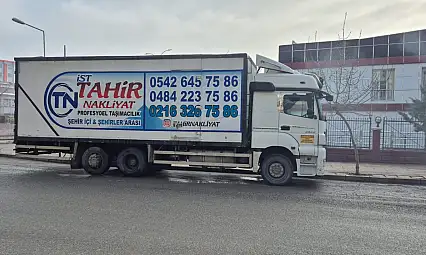 İST
TAHİR
NAKLİYAT
PROFESYOEL TAŞIMACILIK
ŞEHİR İÇİ & ŞEHİRLER ARASI
TN
0542 645 75 86
0484 223 75 86
0216 326 75 86
TAHIRNAKLIYAT